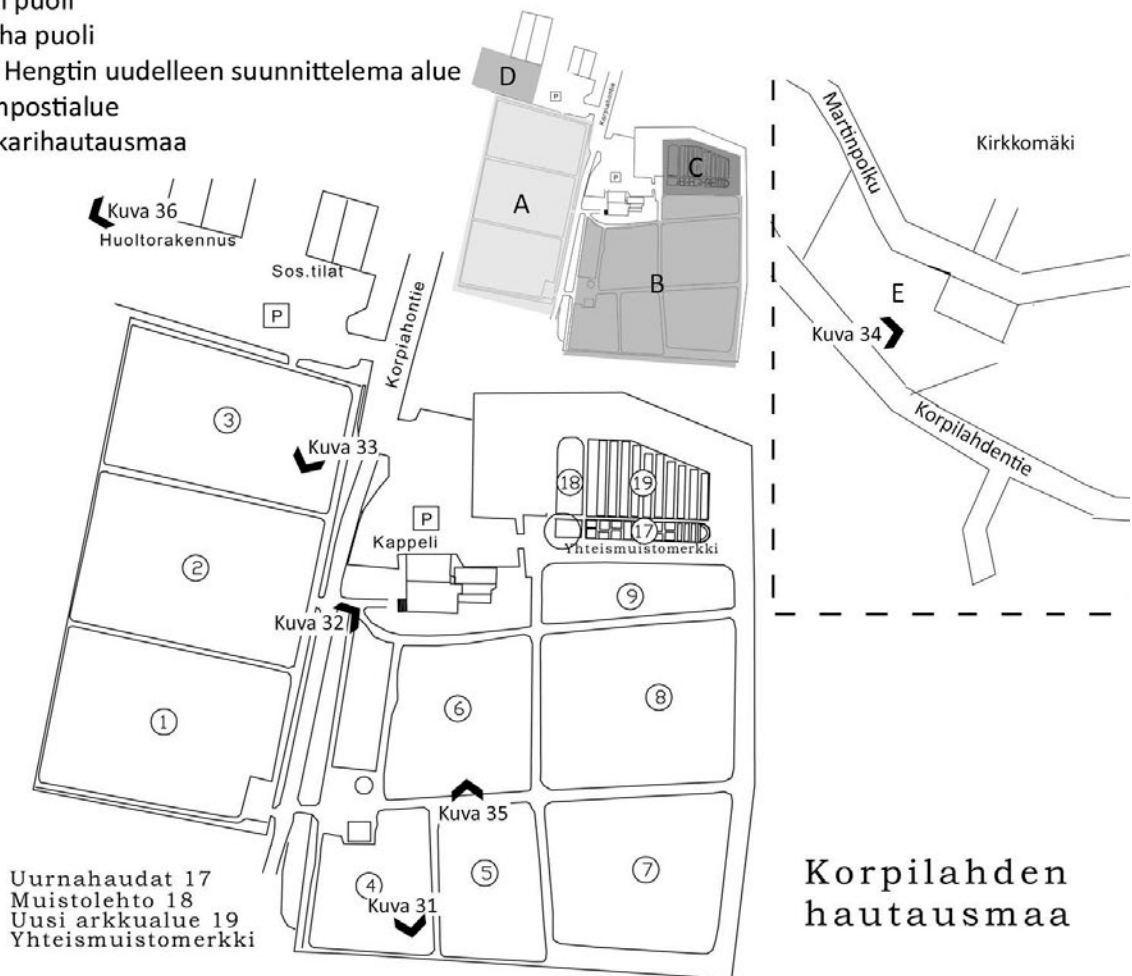 puoli
puoli
Hengtin uudelleen suunnittelema alue
D
P
Korpiahontie
C
P
A
B
Martinpolku
Kirkkomäki
E
Kuva 34
Korpilahdentie
Kuva 36
Huoltorakennus
Sos.tilat
P
Korpiahontie
3
Kuva 33
18
19
17
P
Kappeli
Yhteismuistomerkki
2
9
Kuva 32
6
8
1
Kuva 35
4
5
7
Kuva 31
Uurnahaudat 17
Muistolehto 18
Uusi arkkualue 19
Yhteismuistomerkki
Korpilahden
hautausmaa